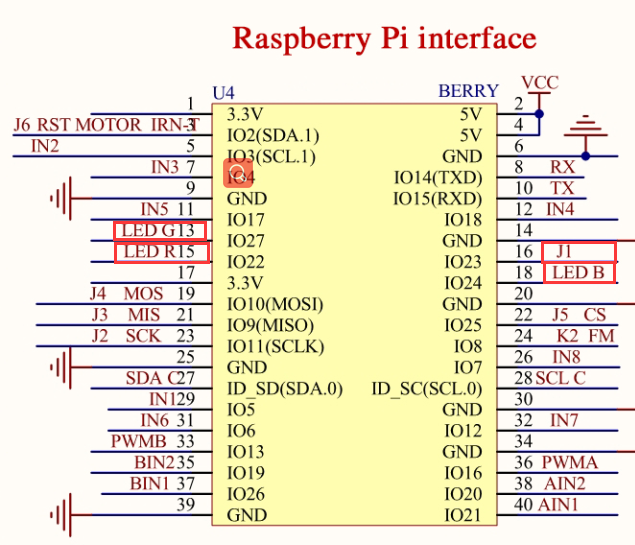 Raspberry Pi interface
U4 BERRY VCC
1 3.3V 5V 2
J6 RST MOTOR IRN-T 3 IO2(SDA.1) 5V 4
IN2 5 IO3(SCL.1) GND 6
IN3 7 IO4 IO14(TXD) 8 RX
9 GND IO15(RXD) 10 TX
IN5 11 IO17 IO18 12 IN4
LED G 13 IO27 GND 14
LED R 15 IO22 IO23 16 J1
17 3.3V IO24 18 LED B
J4 MOS 19 IO10(MOSI) GND 20
J3 MIS 21 IO9(MISO) IO25 22 J5 CS
J2 SCK 23 IO11(SCLK) IO8 24 K2 FM
25 GND IO7 26 IN8
SDA C 27 ID_SD(SDA.0) ID_SC(SCL.0) 28 SCL C
IN1 29 IO5 GND 30
IN6 31 IO6 IO12 32 IN7
PWMB 33 IO13 GND 34
BIN2 35 IO19 IO16 36 PWMA
BIN1 37 IO26 IO20 38 AIN2
39 GND IO21 40 AIN1